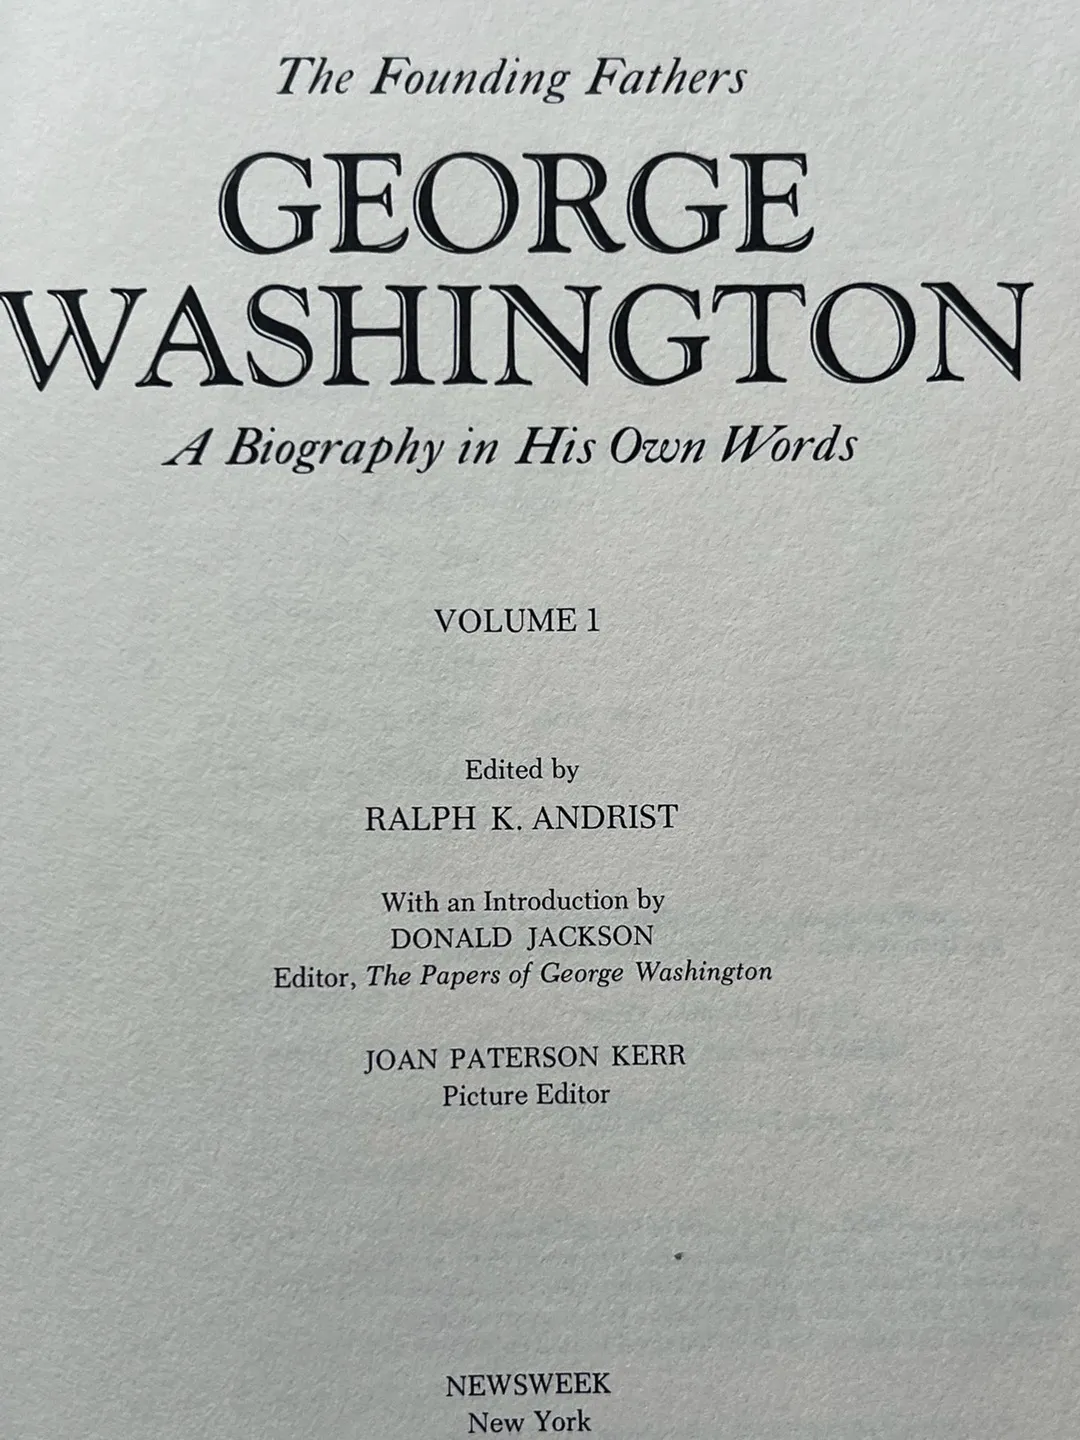 The Founding Fathers
GEORGE
WASHINGTON
A Biography in His Own Words
VOLUME 1
Edited by
RALPH K. ANDRIST
With an Introduction by
DONALD JACKSON
Editor, The Papers of George Washington
JOAN PATERSON KERR
Picture Editor
NEWSWEEK
New York